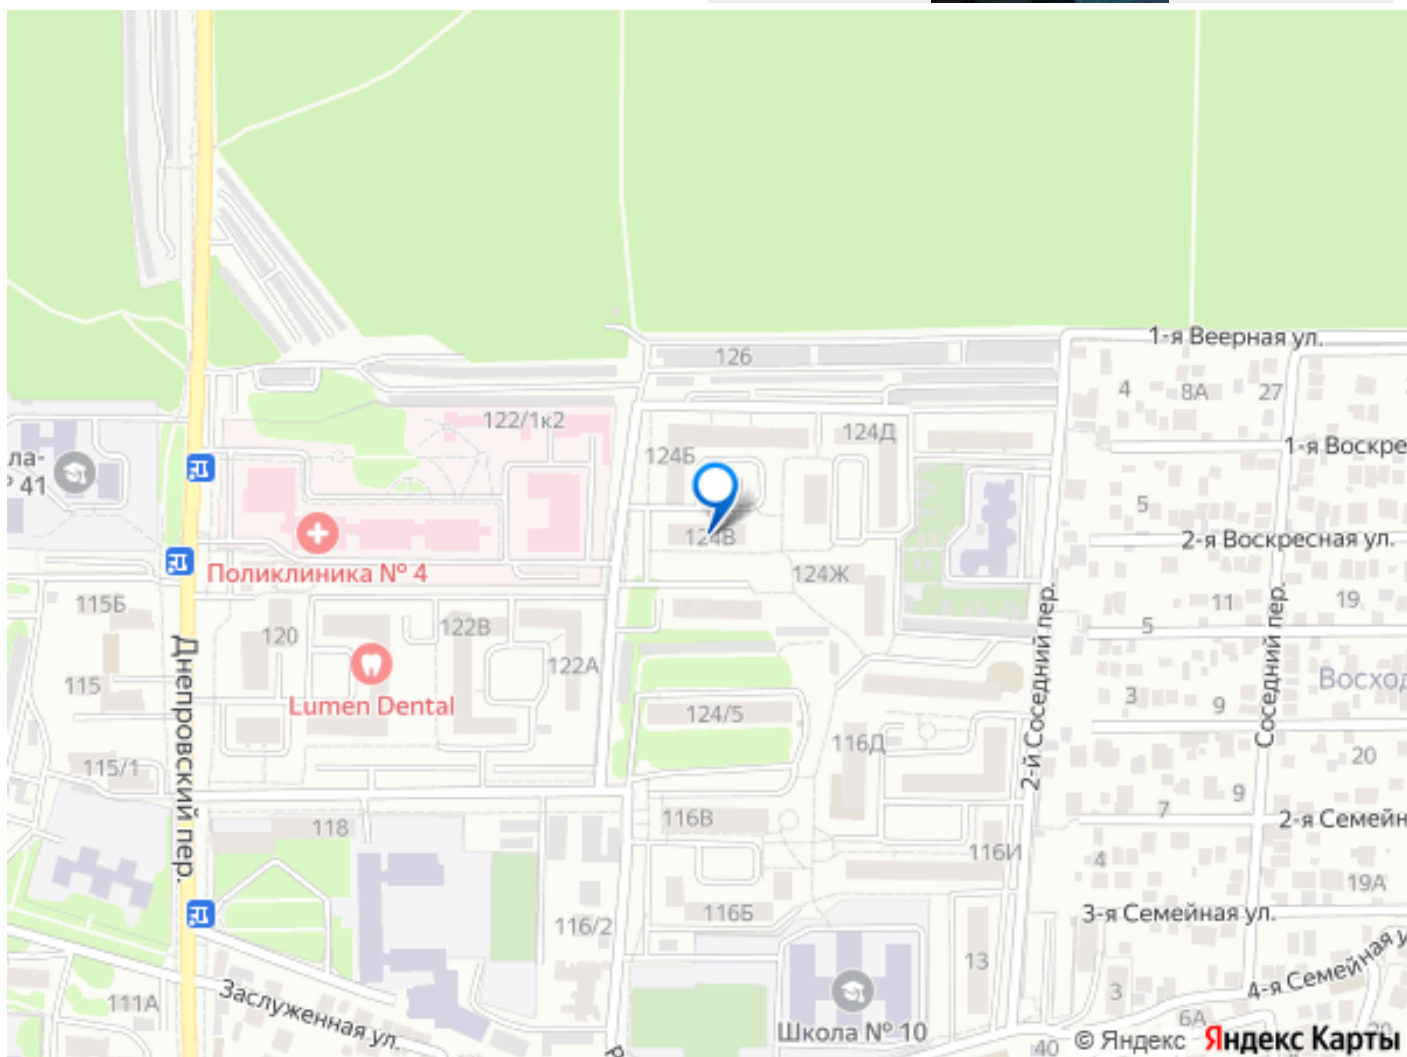 1-я Веерная ул.
126
4
8А
27
122/1к2
124Д
1-я Воскре
124Б
ла-
41
5
124В
2-я Воскресная ул.
Поликлиника № 4
124Ж
115Б
11
19
120
122В
5
Днепровский пер.
2-й Соседний пер.
Соседний пер.
122А
115
Восход
3
9
Lumen Dental
124/5
116Д
20
115/1
9
7
118
116В
2-я Семейн
116И
4
19А
116Б
3-я Семейная ул.
116/2
13
4-я Семейная у
111А
Заслуженная ул.
3
6А
20
Школа № 10
40
© Яндекс Яндекс Карты